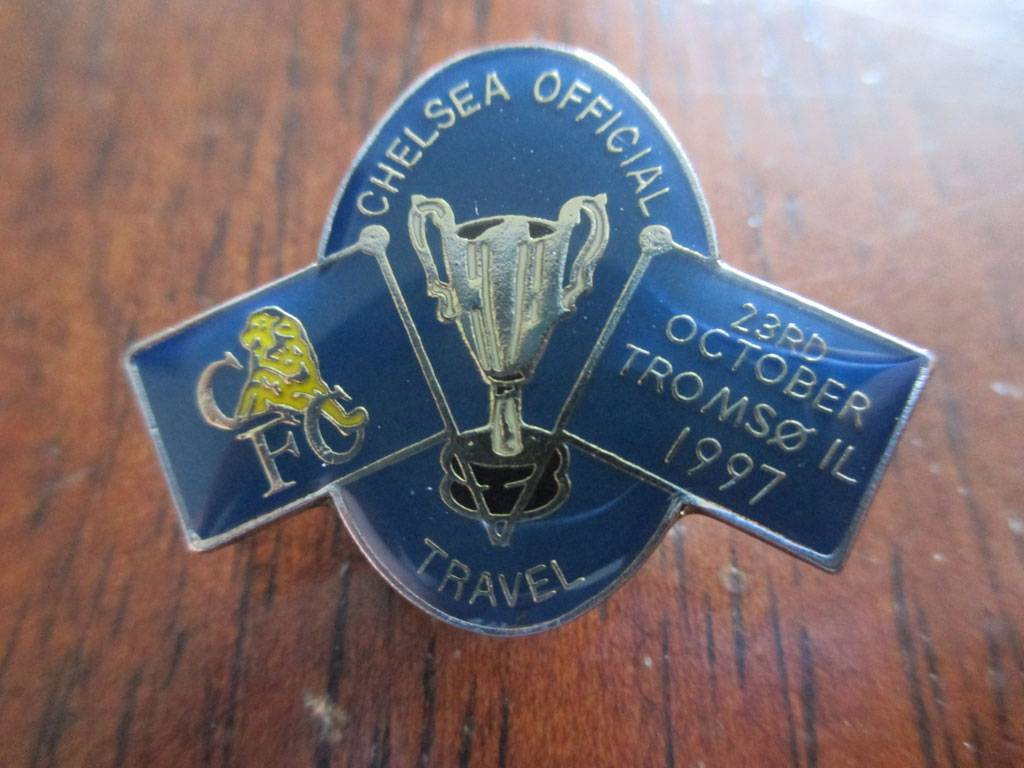 CHELSEA OFFICIAL
CFC
23RD
OCTOBER
TROMSØ IL
1997
TRAVEL